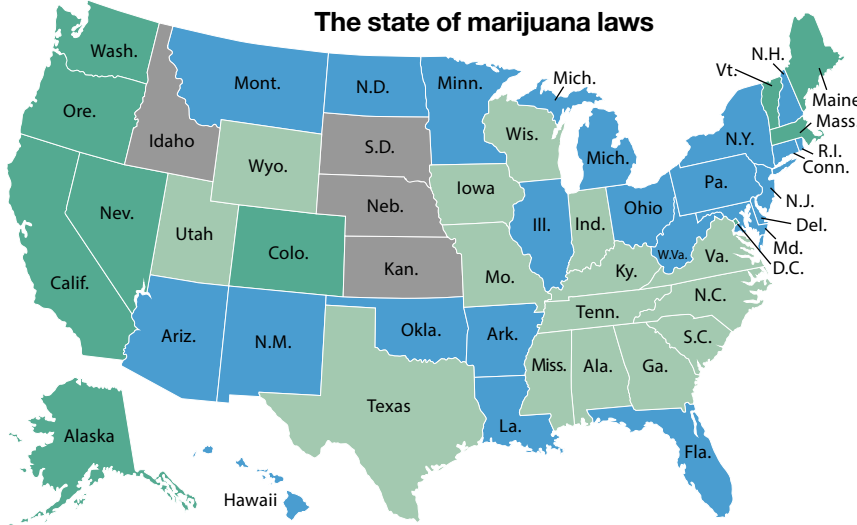 The state of marijuana laws
Wash.
Mont.
N.D.
Minn.
Mich.
Vt.
N.H.
Maine
Ore.
Idaho
S.D.
Wis.
Mich.
N.Y.
Mass.
R.I.
Conn.
Wyo.
Iowa
Pa.
N.J.
Nev.
Utah
Neb.
Ill.
Ind.
Ohio
Del.
Md.
D.C.
Calif.
Colo.
Kan.
Mo.
Ky.
W.Va.
Va.
Ariz.
N.M.
Okla.
Ark.
Tenn.
N.C.
S.C.
Texas
La.
Miss.
Ala.
Ga.
Fla.
Alaska
Hawaii